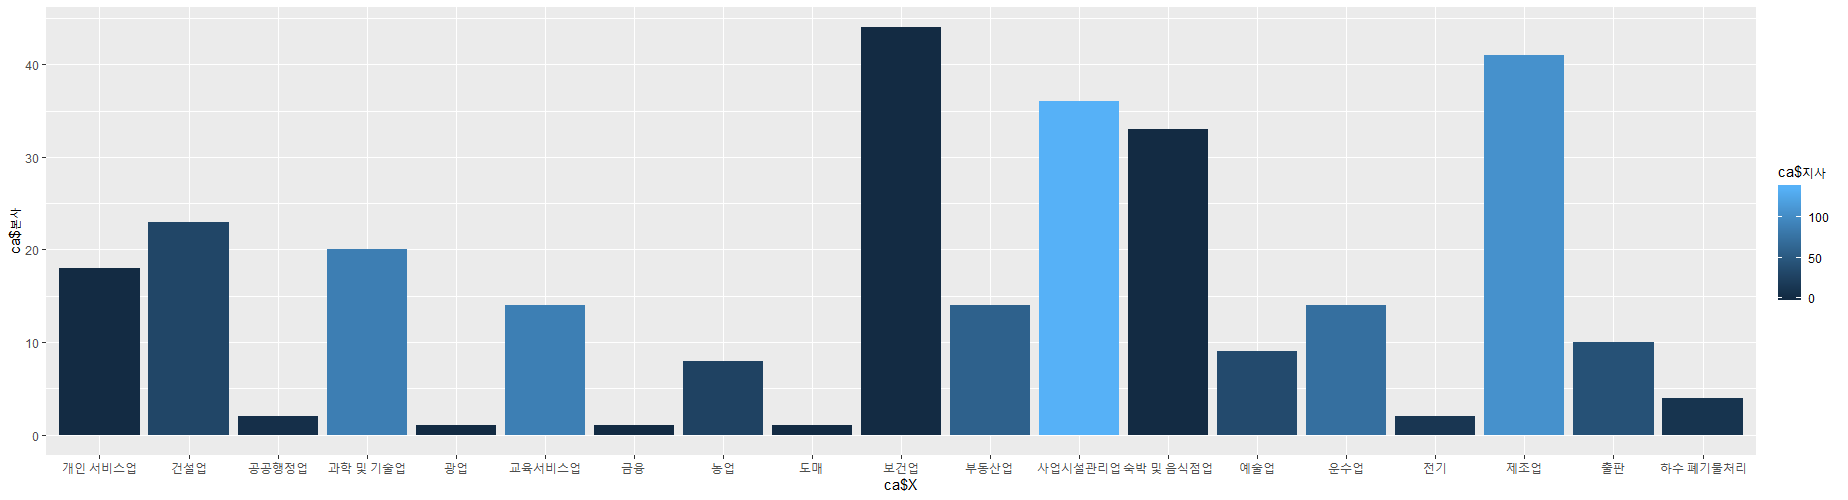 ca$본사
40
30
20
10
0
개인 서비스업
건설업
공공행정업
과학 및 기술업
광업
교육서비스업
금융
농업
도매
보건업
부동산업
사업시설관리업
숙박 및 음식점업
예술업
운수업
전기
제조업
출판
하수 폐기물처리
ca$X
ca$지사
100
50
0